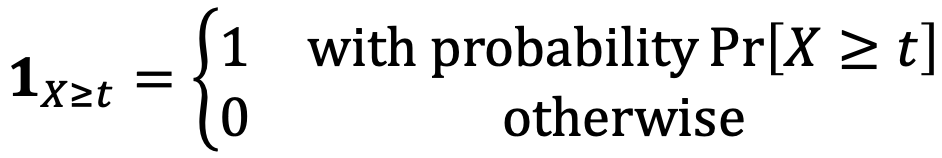 𝟏_{X≥t} = { 1 with probability Pr[X ≥ t]
0 otherwise